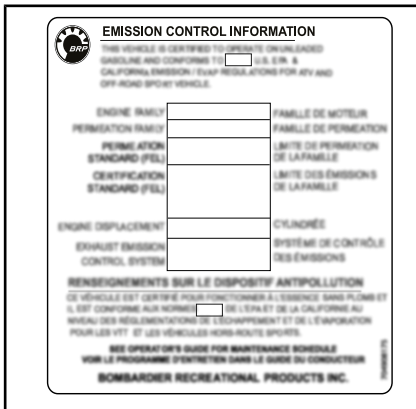 BRP
EMISSION CONTROL INFORMATION
THIS VEHICLE IS CERTIFIED TO OPERATE ON UNLEADED
GASOLINE AND CONFORMS TO U.S. EPA &
CALIFORNIA EMISSION / EVAP REGULATIONS FOR ATV AND
OFF-ROAD SPORT VEHICLE.
ENGINE FAMILY FAMILLE DE MOTEUR
PERMEATION FAMILY FAMILLE DE PERMEATION
PERMEATION LIMITE DE PERMEATION
STANDARD (FEL) DE LA FAMILLE
CERTIFICATION LIMITE DES ÉMISSIONS
STANDARD (FEL) DE LA FAMILLE
ENGINE DISPLACEMENT CYLINDRÉE
EXHAUST EMISSION SYSTÈME DE CONTRÔLE
CONTROL SYSTEM DES ÉMISSIONS
RENSEIGNEMENTS SUR LE DISPOSITIF ANTIPOLLUTION
CE VÉHICULE EST CERTIFIÉ POUR FONCTIONNER À L'ESSENCE SANS PLOMB ET
IL EST CONFORME AUX NORMES DE L'EPA ET DE LA CALIFORNIE AU
NIVEAU DES RÉGLEMENTATIONS DE L'ÉCHAPPEMENT ET DE L'ÉVAPORATION
POUR LES VTT ET LES VÉHICULES HORS-ROUTE SPORTS.
SEE OPERATOR'S GUIDE FOR MAINTENANCE SCHEDULE
VOIR LE PROGRAMME D'ENTRETIEN DANS LE GUIDE DU CONDUCTEUR
BOMBARDIER RECREATIONAL PRODUCTS INC.